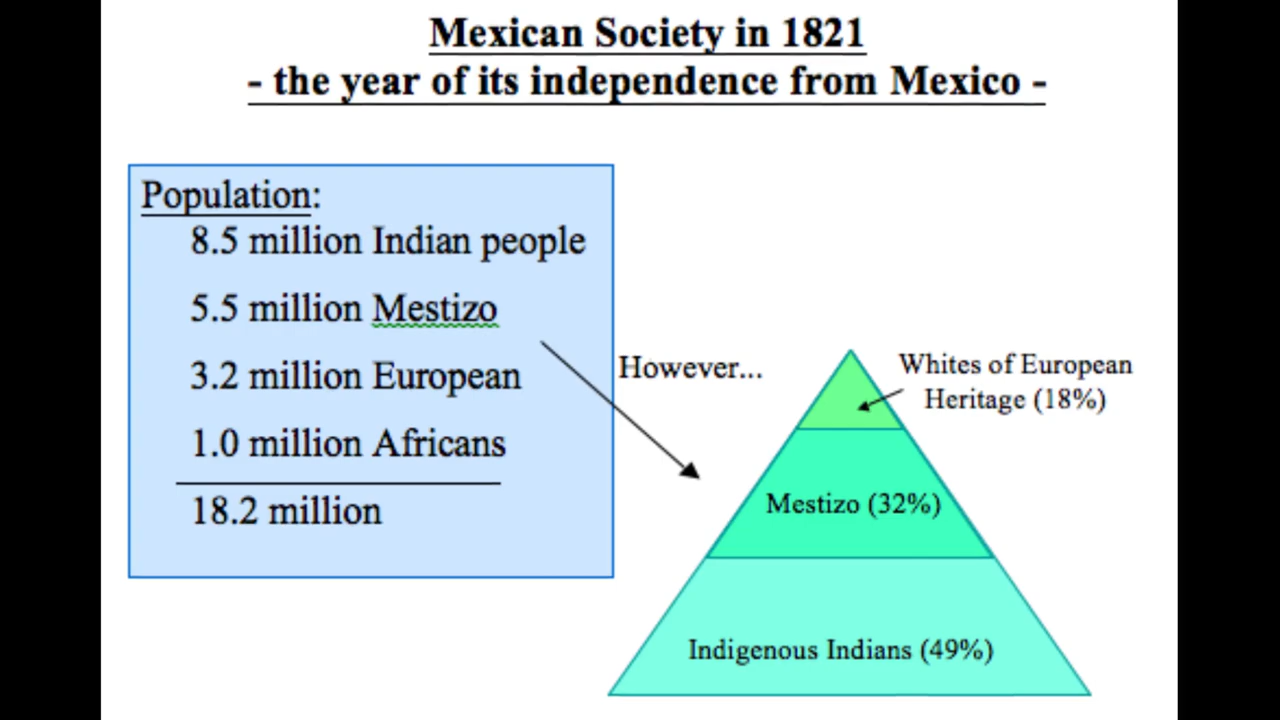 Mexican Society in 1821
- the year of its independence from Mexico -
Population:
8.5 million Indian people
5.5 million Mestizo
3.2 million European
1.0 million Africans
18.2 million
However...
Whites of European
Heritage (18%)
Mestizo (32%)
Indigenous Indians (49%)